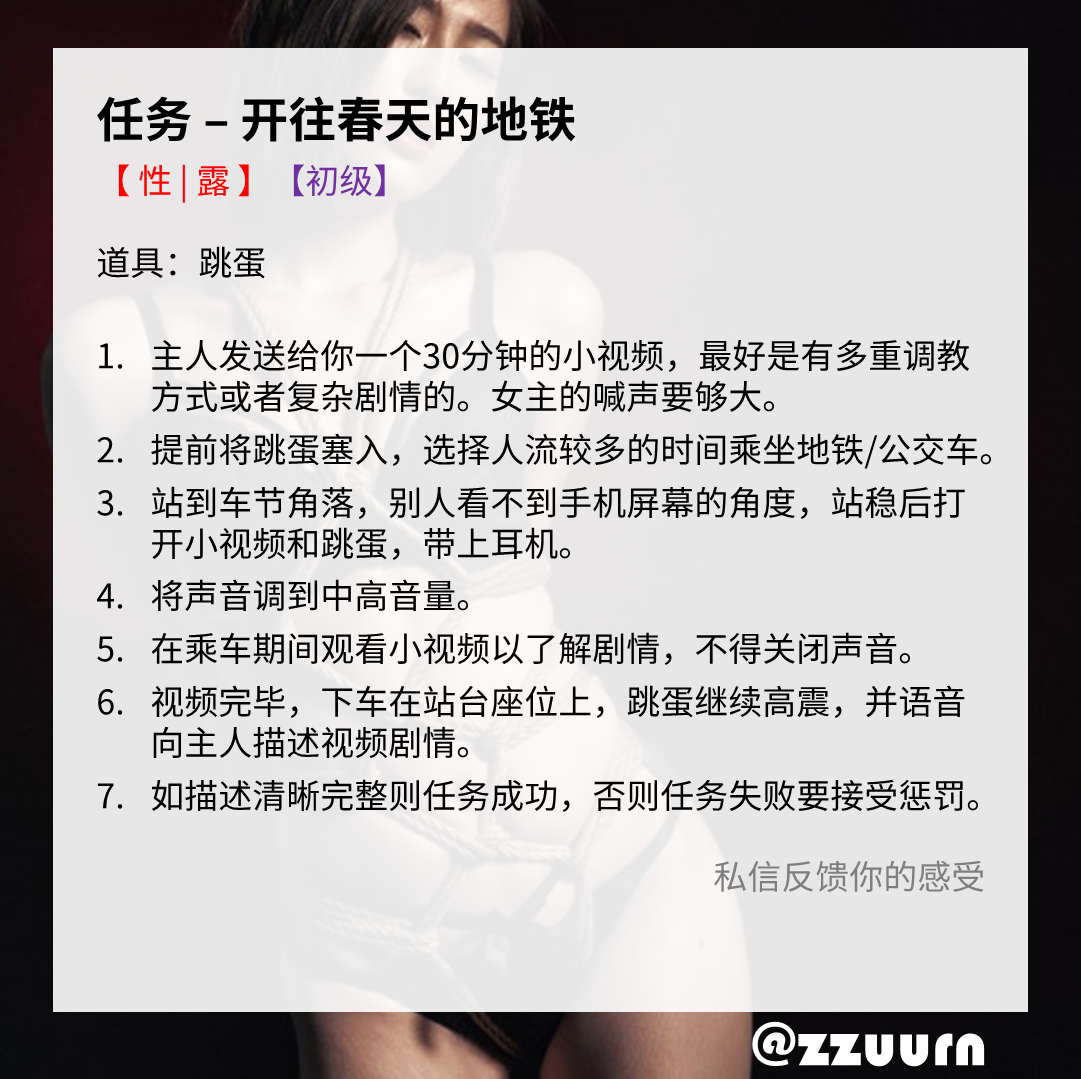 任务 – 开往春天的地铁
【 性 | 露 】 【初级】
道具：跳蛋
1. 主人发送给你一个30分钟的小视频，最好是有多重调教
方式或者复杂剧情的。女主的喊声要够大。
2. 提前将跳蛋塞入，选择人流较多的时间乘坐地铁/公交车。
3. 站到车节角落，别人看不到手机屏幕的角度，站稳后打
开小视频和跳蛋，带上耳机。
4. 将声音调到中高音量。
5. 在乘车期间观看小视频以了解剧情，不得关闭声音。
6. 视频完毕，下车在站台座位上，跳蛋继续高震，并语音
向主人描述视频剧情。
7. 如描述清晰完整则任务成功，否则任务失败要接受惩罚。
私信反馈你的感受
@zzuurn